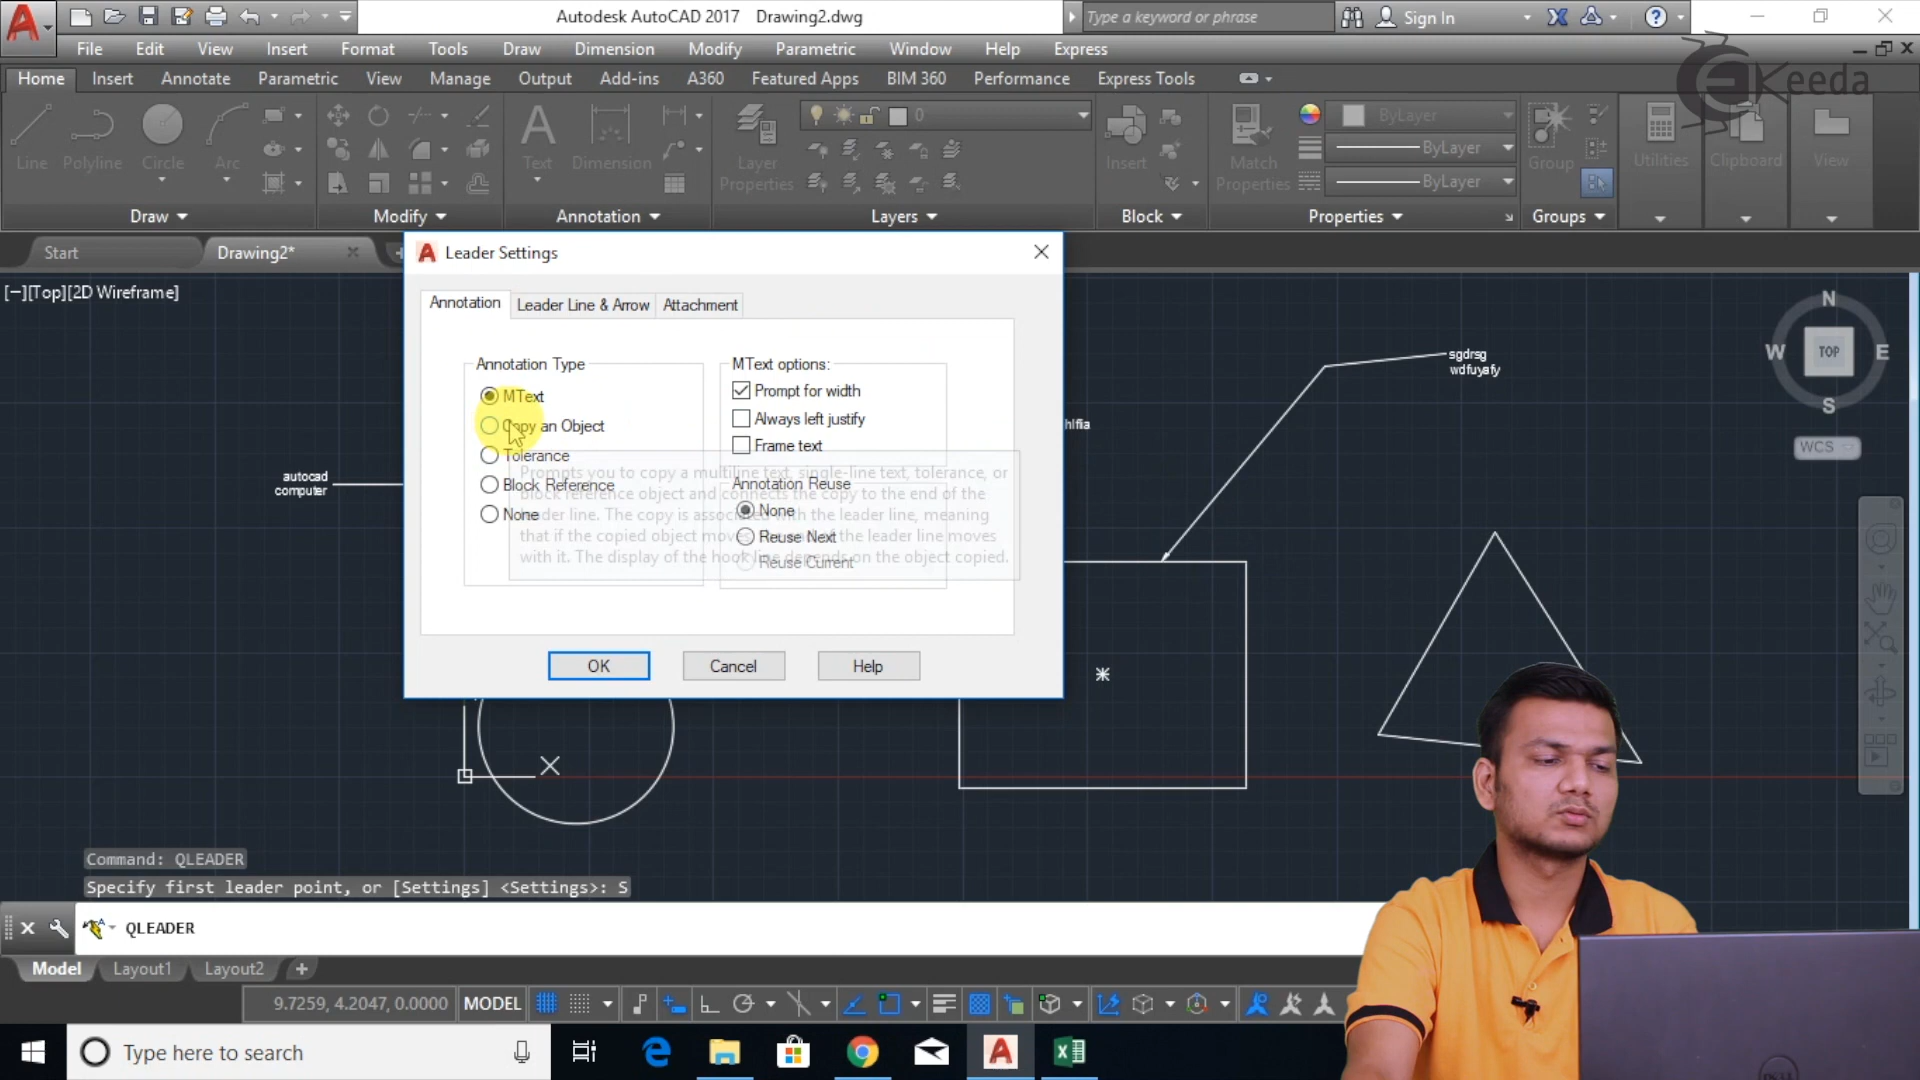 Autodesk AutoCAD 2017 Drawing2.dwg
Type a keyword or phrase
Sign In
File Edit View Insert Format Tools Draw Dimension Modify Parametric Window Help Express
Home Insert Annotate Parametric View Manage Output Add-ins A360 Featured Apps BIM 360 Performance Express Tools
Keeda
0
ByLayer
Line Polyline Circle Arc
Text Dimension
Layer Properties
Insert
Match Properties
ByLayer
ByLayer
Group
Utilities
Clipboard
View
Draw Modify Annotation Layers Block Properties Groups
Start Drawing2*
[−][Top][2D Wireframe]
Leader Settings
Annotation Leader Line & Arrow Attachment
Annotation Type
MText
Copy an Object
Tolerance
Block Reference
None
MText options:
Prompt for width
Always left justify
Frame text
Annotation Reuse
None
Reuse Next
Reuse Current
Prompts you to copy a multiline text, single-line text, tolerance, or
block reference object and connects the copy to the end of the
leader line. The copy is associated with the leader line, meaning
that if the copied object moves, the end of the leader line moves
with it. The display of the hook line depends on the object copied.
OK Cancel Help
autocad
computer
sgdrsg
wdfuyafy
N
W TOP E
S
WCS
X
Command: QLEADER
Specify first leader point, or [Settings] <Settings>: S
QLEADER
Model Layout1 Layout2
9.7259, 4.2047, 0.0000 MODEL
Type here to search